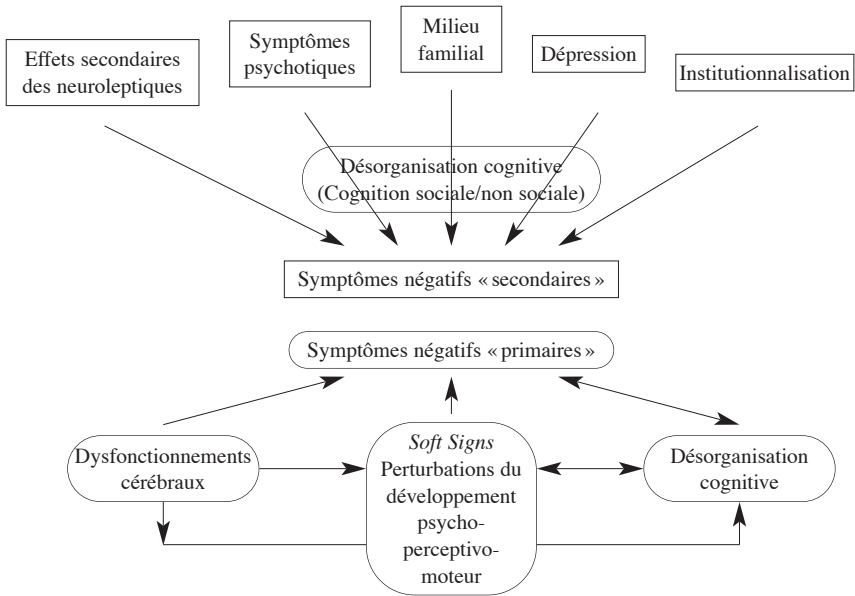 Effets secondaires
des neuroleptiques
Symptômes
psychotiques
Milieu
familial
Dépression
Institutionnalisation
Désorganisation cognitive
(Cognition sociale/non sociale)
Symptômes négatifs « secondaires »
Symptômes négatifs « primaires »
Dysfonctionnements
cérébraux
Soft Signs
Perturbations du
développement
psycho-
perceptivo-
moteur
Désorganisation
cognitive